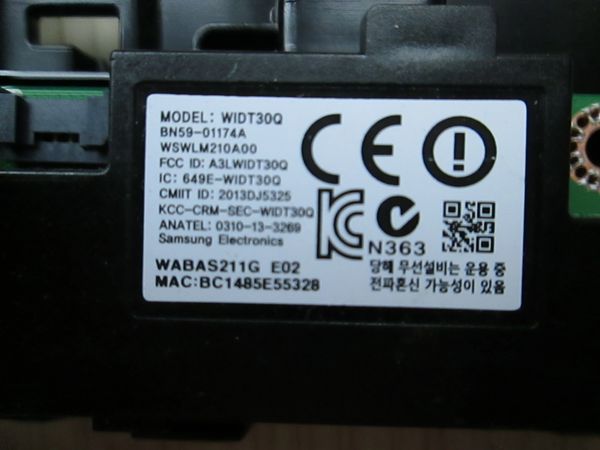 MODEL: WIDT30Q
BN59-01174A
WSWLM210A00
FCC ID: A3LWIDT30Q
IC: 649E-WIDT30Q
CMIIT ID: 2013DJ5325
KCC-CRM-SEC-WIDT30Q
ANATEL: 0310-13-3269
Samsung Electronics
WABAS211G E02
MAC:BC1485E55328
CE
KC
N363
당해 무선설비는 운용 중
전파혼신 가능성이 있음